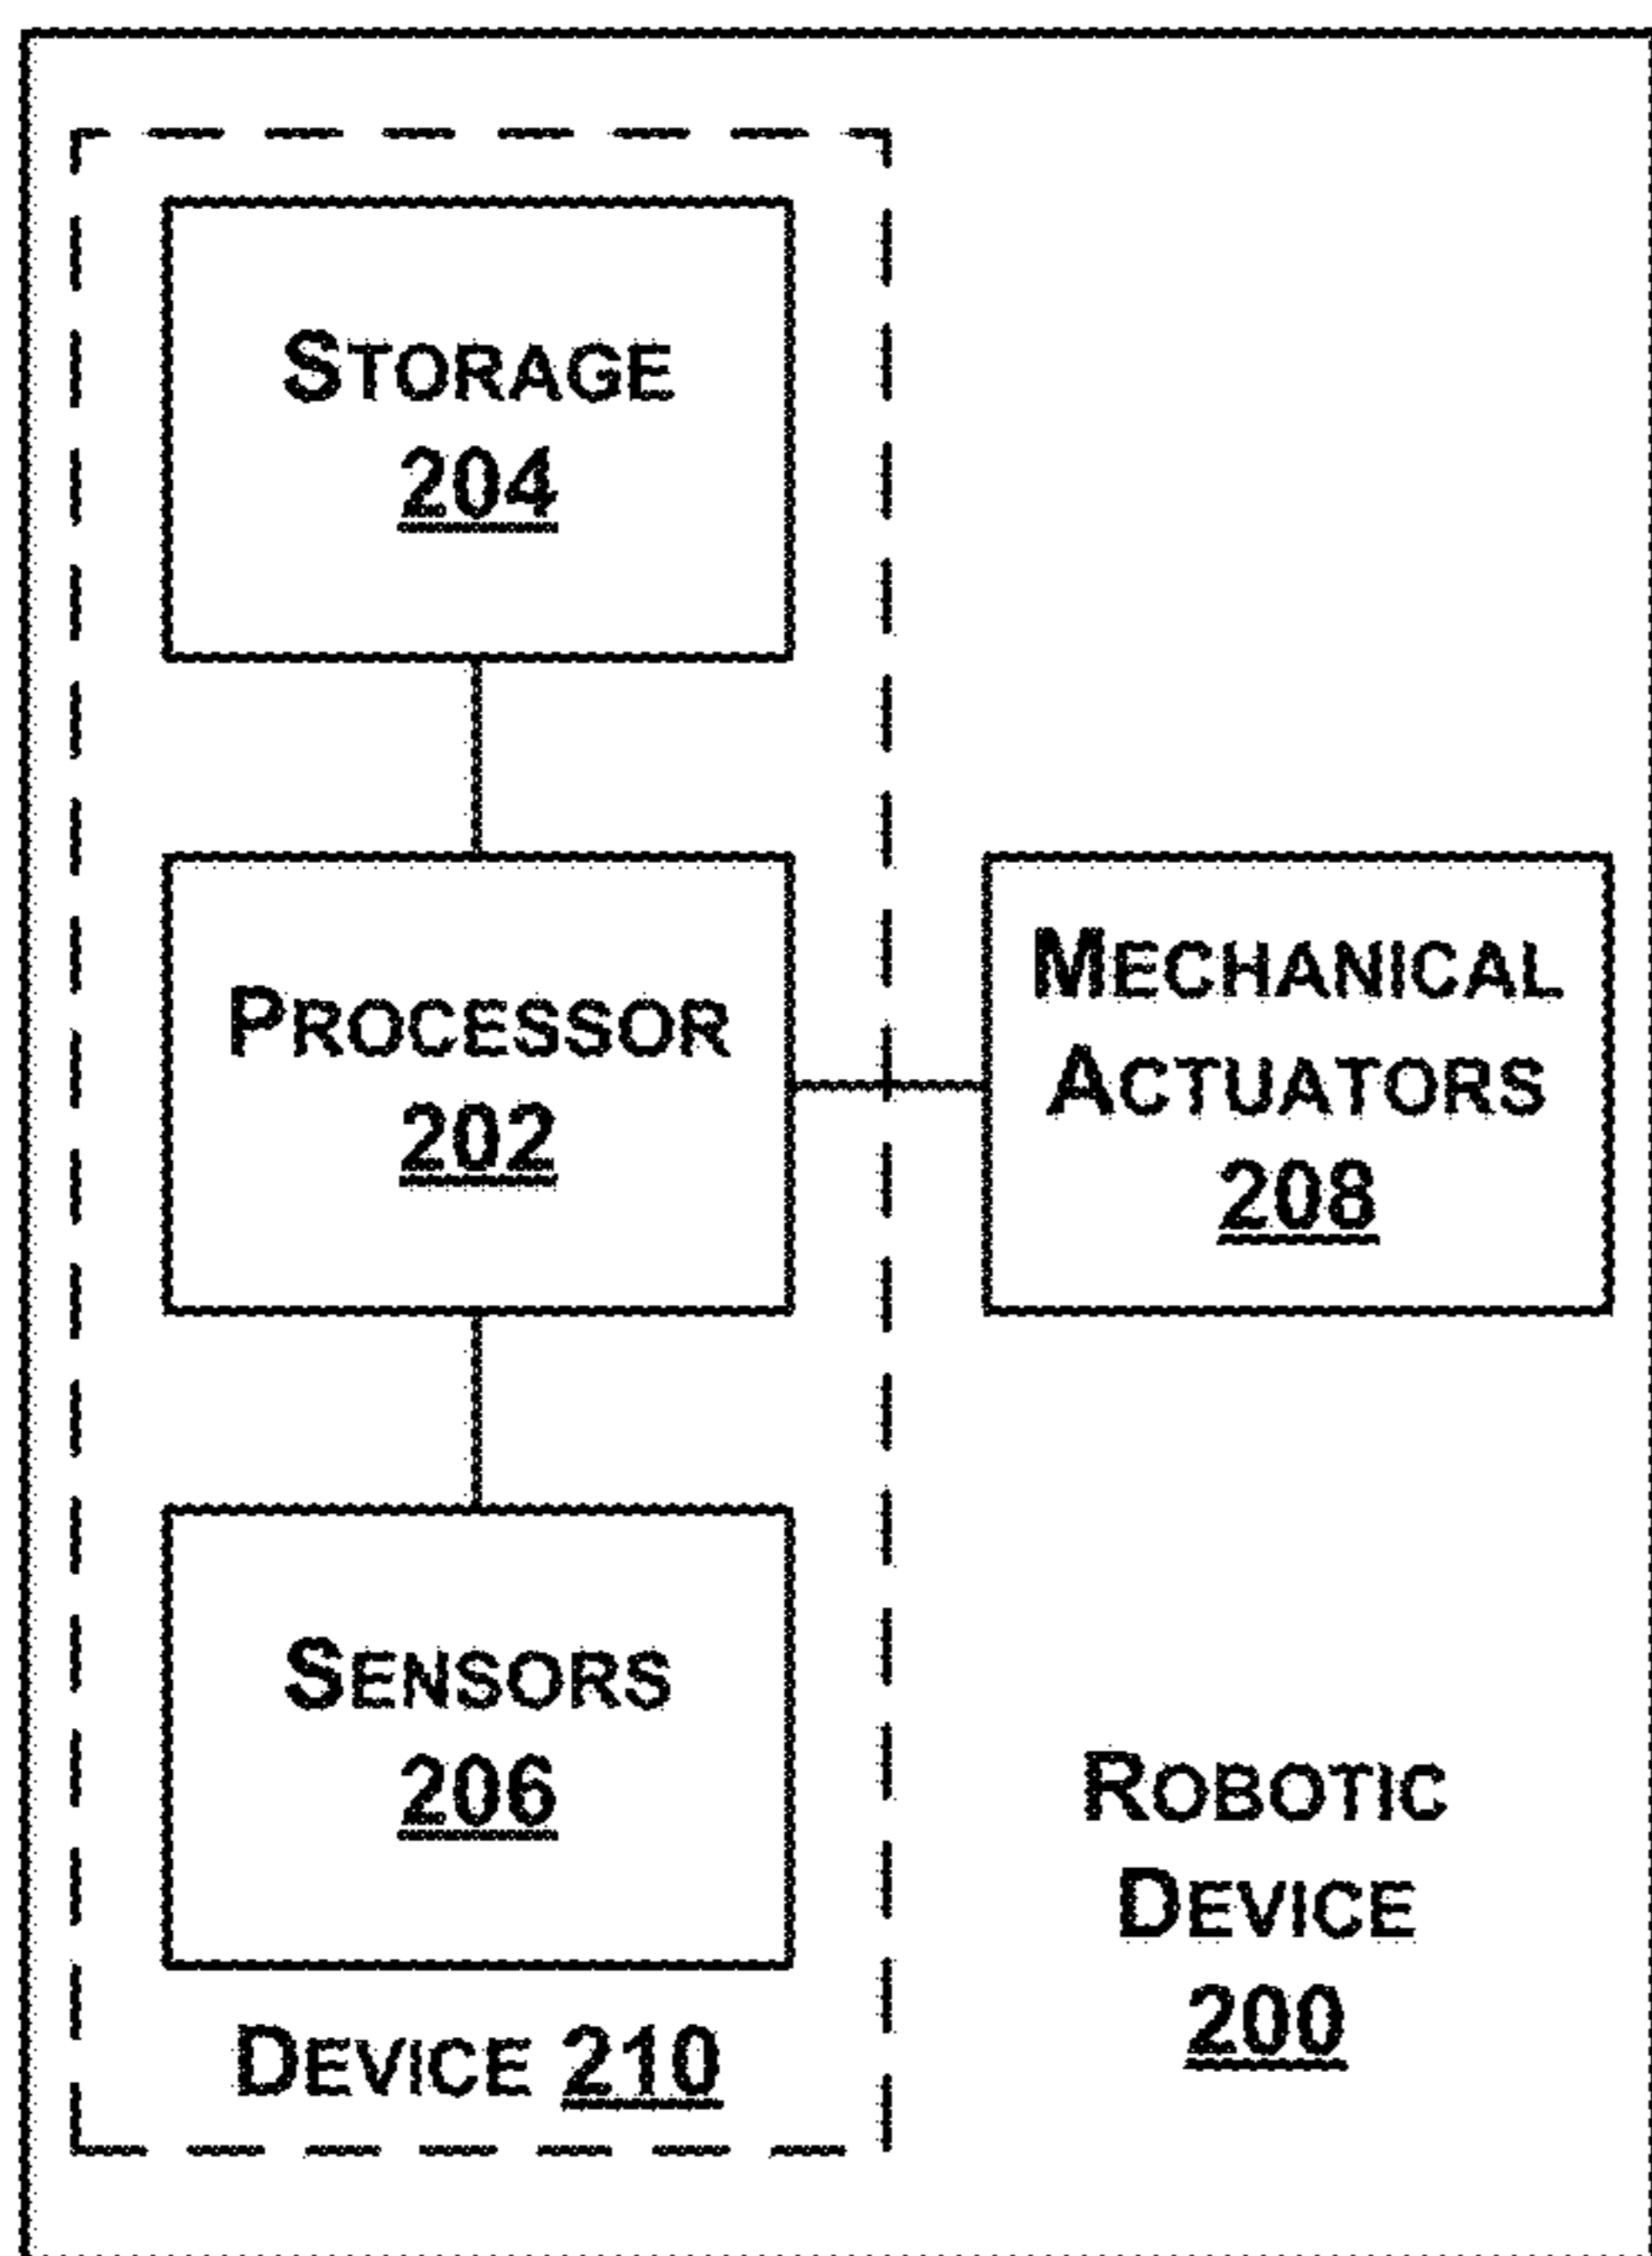 STORAGE
204
PROCESSOR
202
MECHANICAL
ACTUATORS
208
SENSORS
206
DEVICE 210
ROBOTIC
DEVICE
200